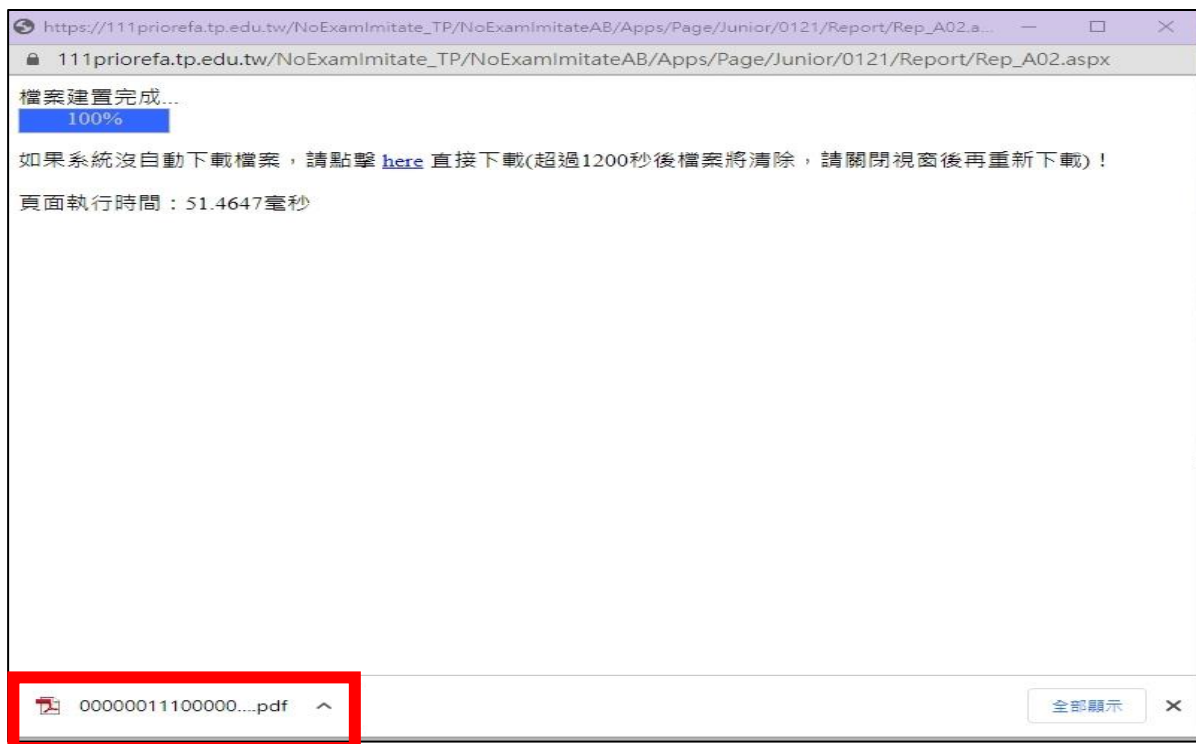 https://111priorefa.tp.edu.tw/NoExamImitate_TP/NoExamImitateAB/Apps/Page/Junior/0121/Report/Rep_A02.a...
111priorefa.tp.edu.tw/NoExamImitate_TP/NoExamImitateAB/Apps/Page/Junior/0121/Report/Rep_A02.aspx
檔案建置完成...
100%
如果系統沒自動下載檔案，請點擊 here 直接下載(超過1200秒後檔案將清除，請關閉視窗後再重新下載)！
頁面執行時間：51.4647毫秒
00000011100000....pdf
全部顯示